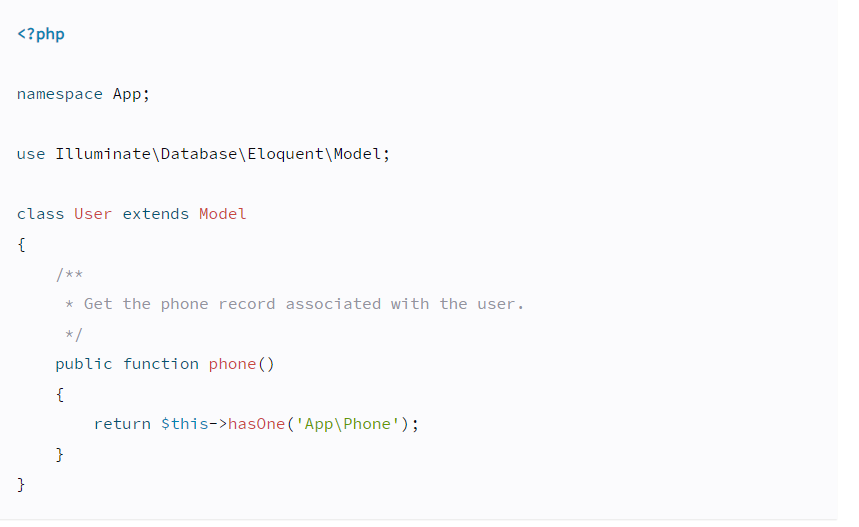 <?php
namespace App;
use Illuminate\Database\Eloquent\Model;
class User extends Model
{
    /**
     * Get the phone record associated with the user.
     */
    public function phone()
    {
        return $this->hasOne('App\Phone');
    }
}